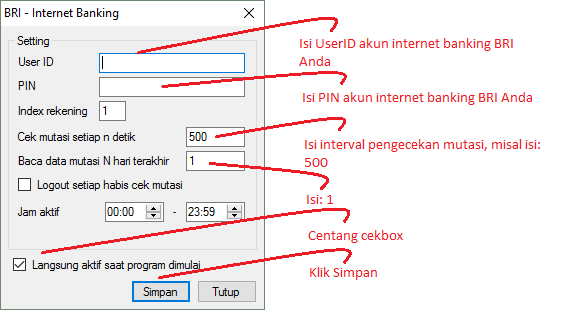 BRI - Internet Banking
Setting
User ID
PIN
Index rekening 1
Cek mutasi setiap n detik 500
Baca data mutasi N hari terakhir 1
Logout setiap habis cek mutasi
Jam aktif 00:00 - 23:59
Langsung aktif saat program dimulai
Simpan Tutup
Isi UserID akun internet banking BRI
Anda
Isi PIN akun internet banking BRI Anda
Isi interval pengecekan mutasi, misal isi:
500
Isi: 1
Centang cekbox
Klik Simpan